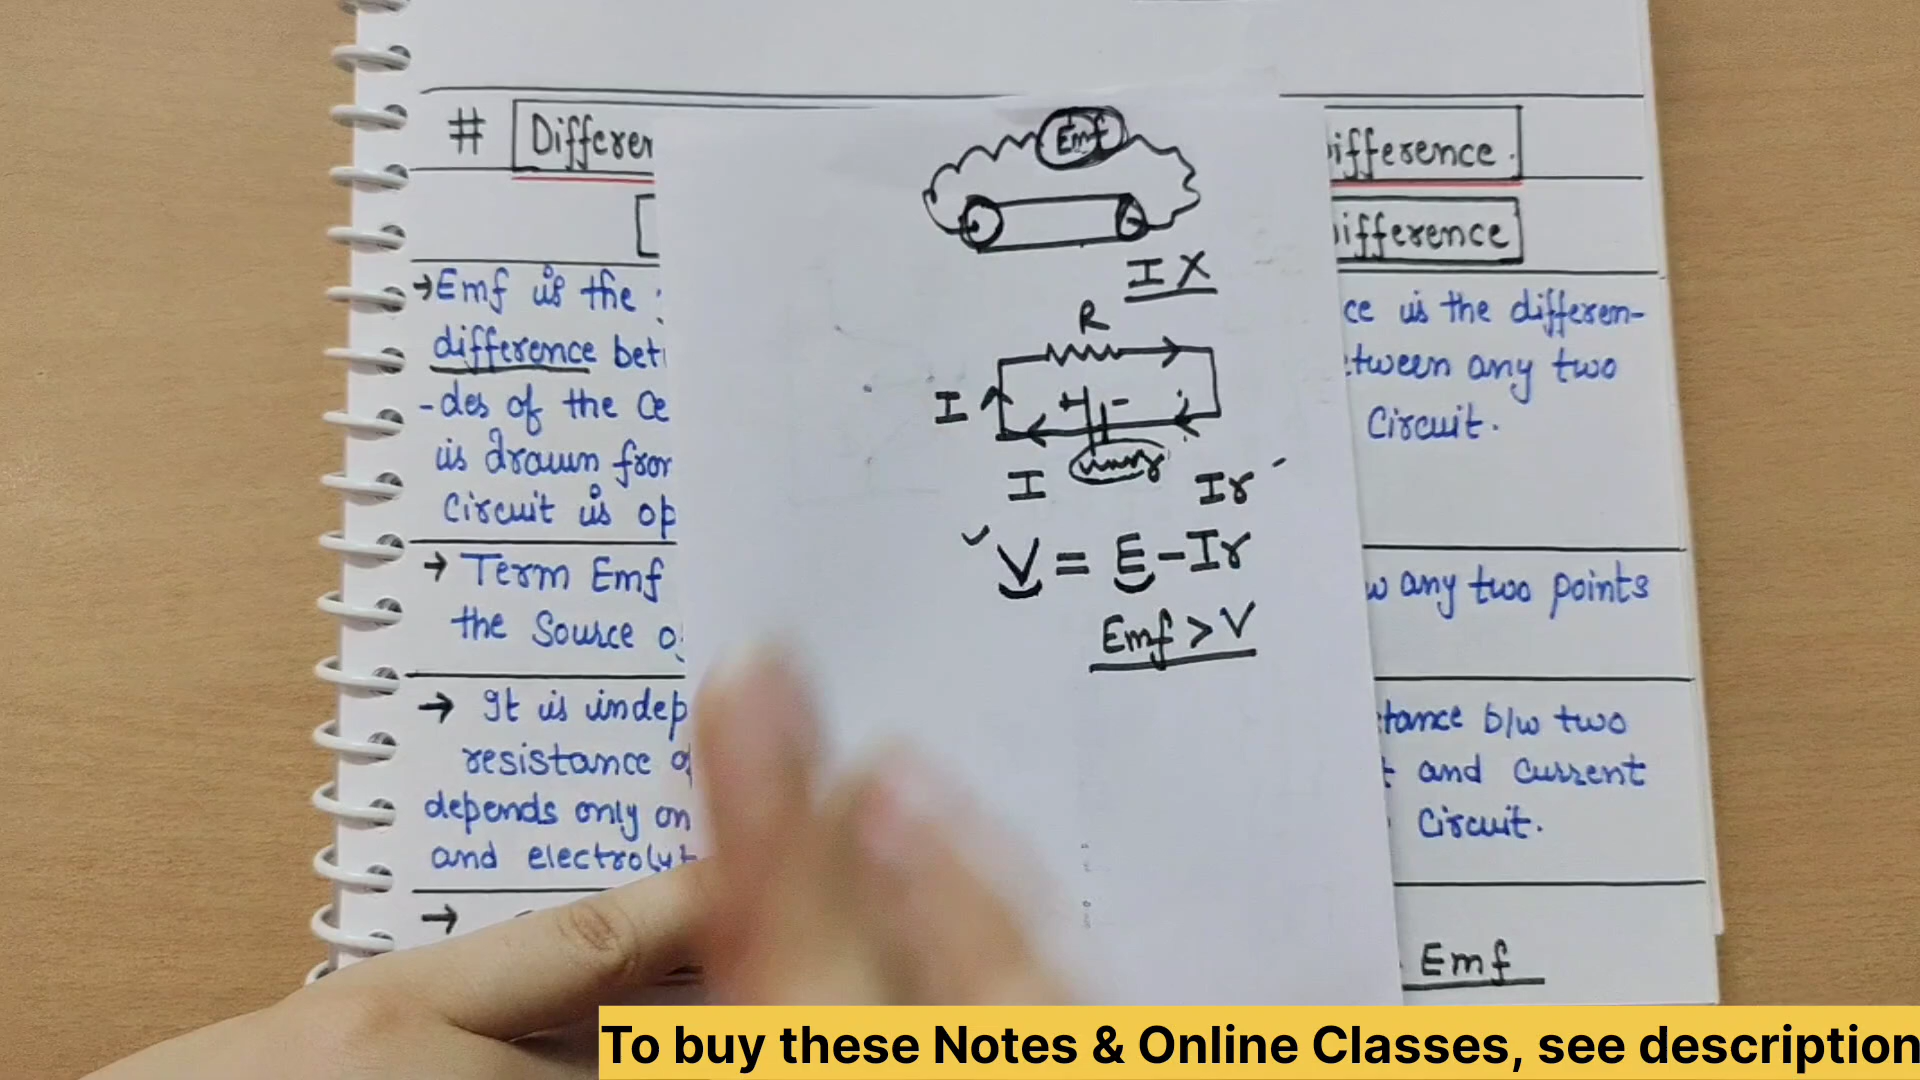 # Differen
ifference.
ifference
→ Emf is the
difference bet
-des of the Ce
is drawn from
Circuit is op
→ Term Emf
the Source o
→ It is indep
resistance o
depends only on
and electrolyt
→
Emf
I X
R
I
+ -
I
Ir
V = E - Ir
Emf > V
ce is the differen-
tween any two
Circuit.
w any two points
tance b/w two
t and Current
Circuit.
Emf
To buy these Notes & Online Classes, see description